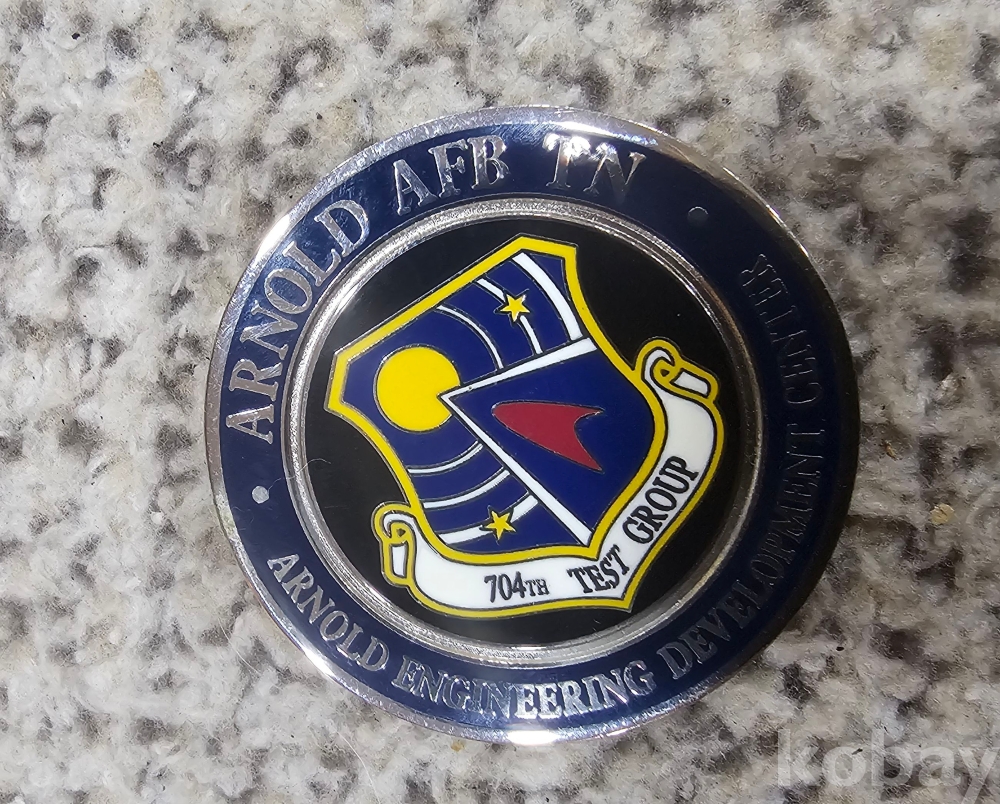 ARNOLD AFB TN
704TH TEST GROUP
ARNOLD ENGINEERING DEVELOPMENT CENTER
kobay